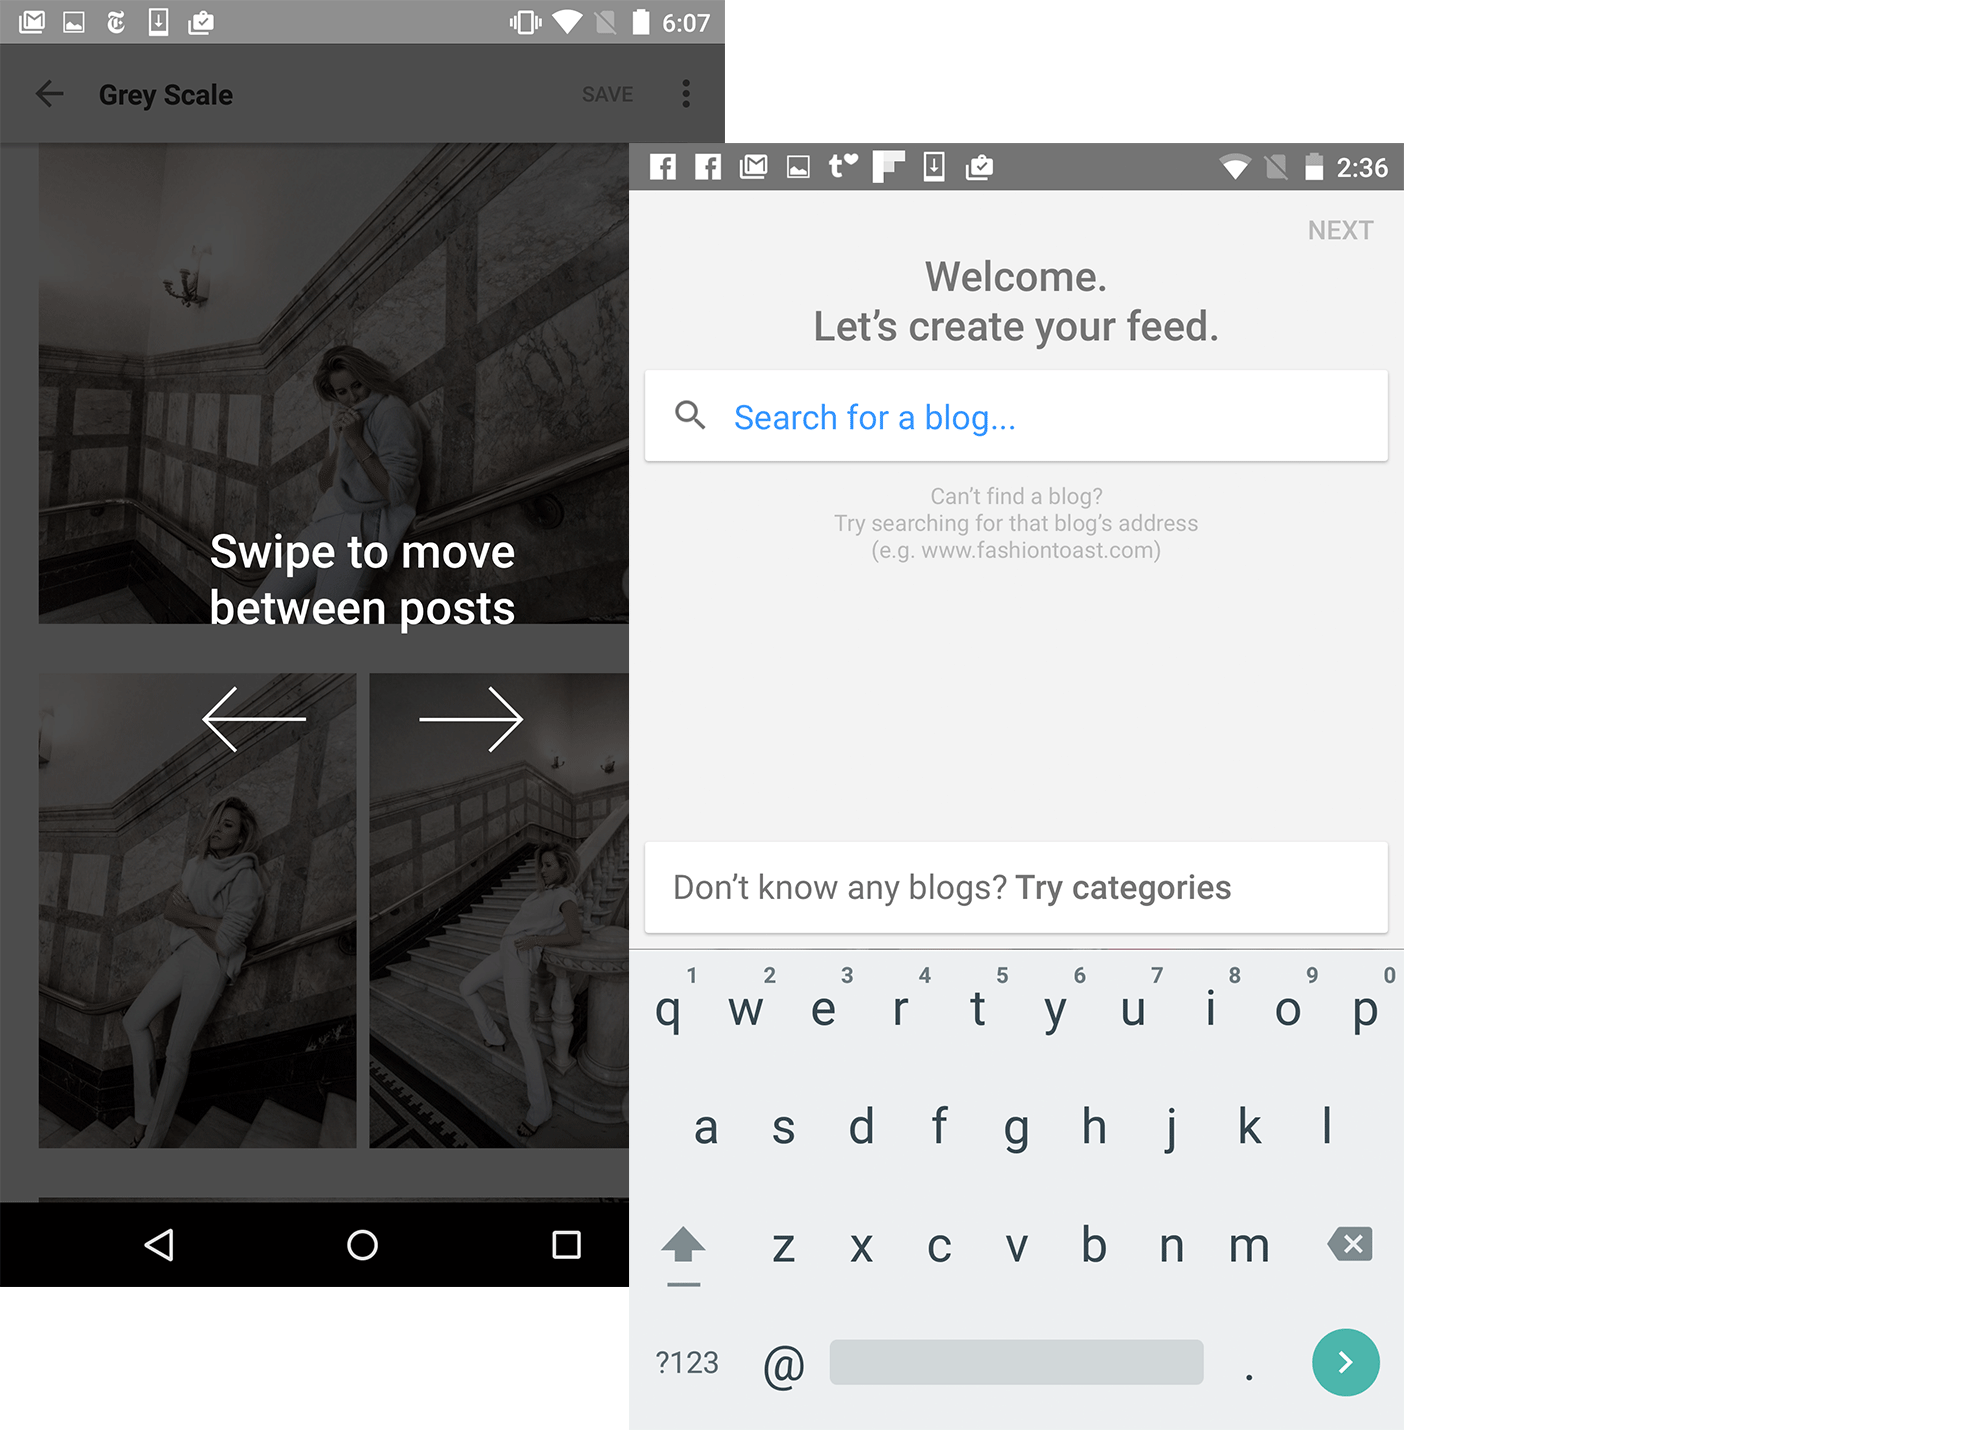 6:07
Grey Scale
SAVE
Swipe to move
between posts
2:36
NEXT
Welcome.
Let’s create your feed.
Search for a blog...
Can’t find a blog?
Try searching for that blog’s address
(e.g. www.fashiontoast.com)
Don’t know any blogs? Try categories
1 2 3 4 5 6 7 8 9 0
q w e r t y u i o p
a s d f g h j k l
z x c v b n m
?123 @ .